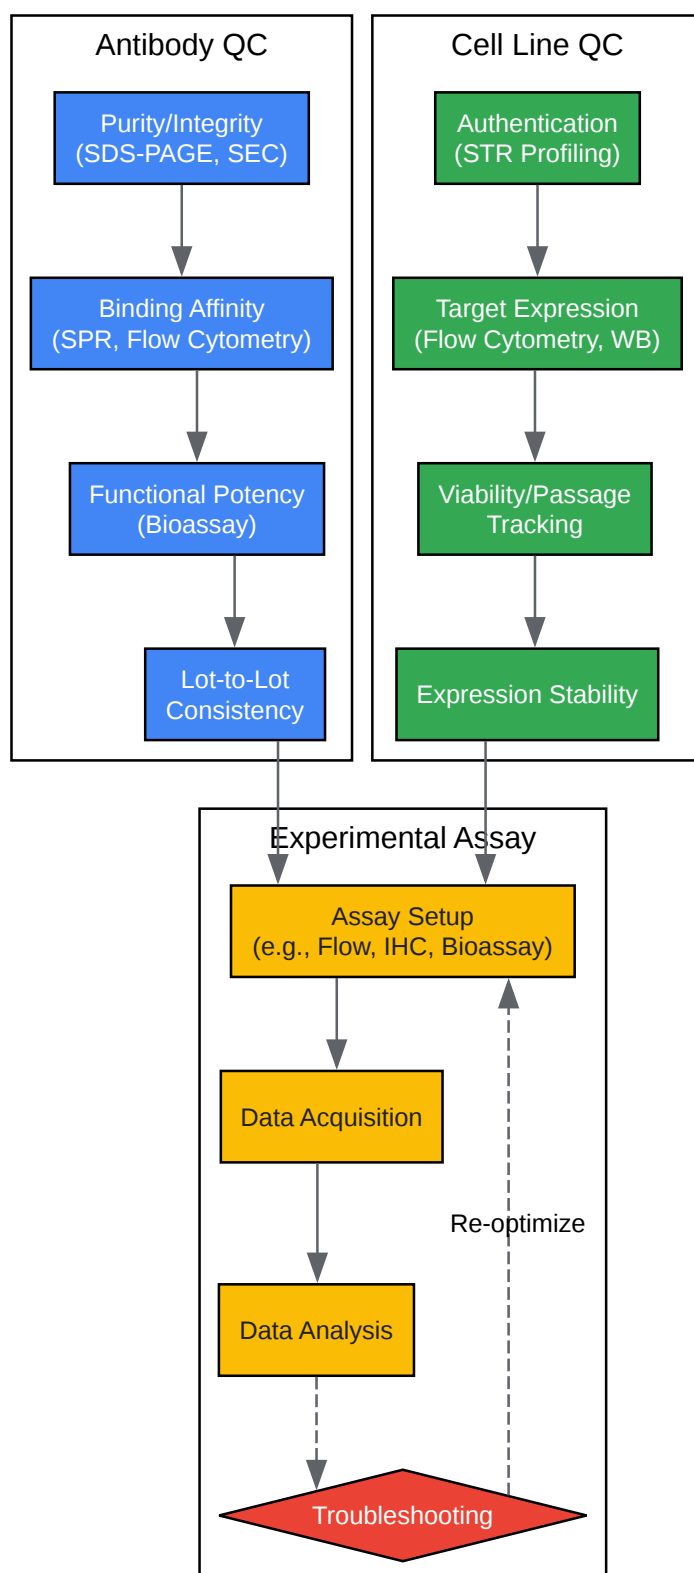 Antibody QC
Purity/Integrity
(SDS-PAGE, SEC)
Binding Affinity
(SPR, Flow Cytometry)
Functional Potency
(Bioassay)
Lot-to-Lot
Consistency
Cell Line QC
Authentication
(STR Profiling)
Target Expression
(Flow Cytometry, WB)
Viability/Passage
Tracking
Expression Stability
Experimental Assay
Assay Setup
(e.g., Flow, IHC, Bioassay)
Data Acquisition
Re-optimize
Data Analysis
Troubleshooting